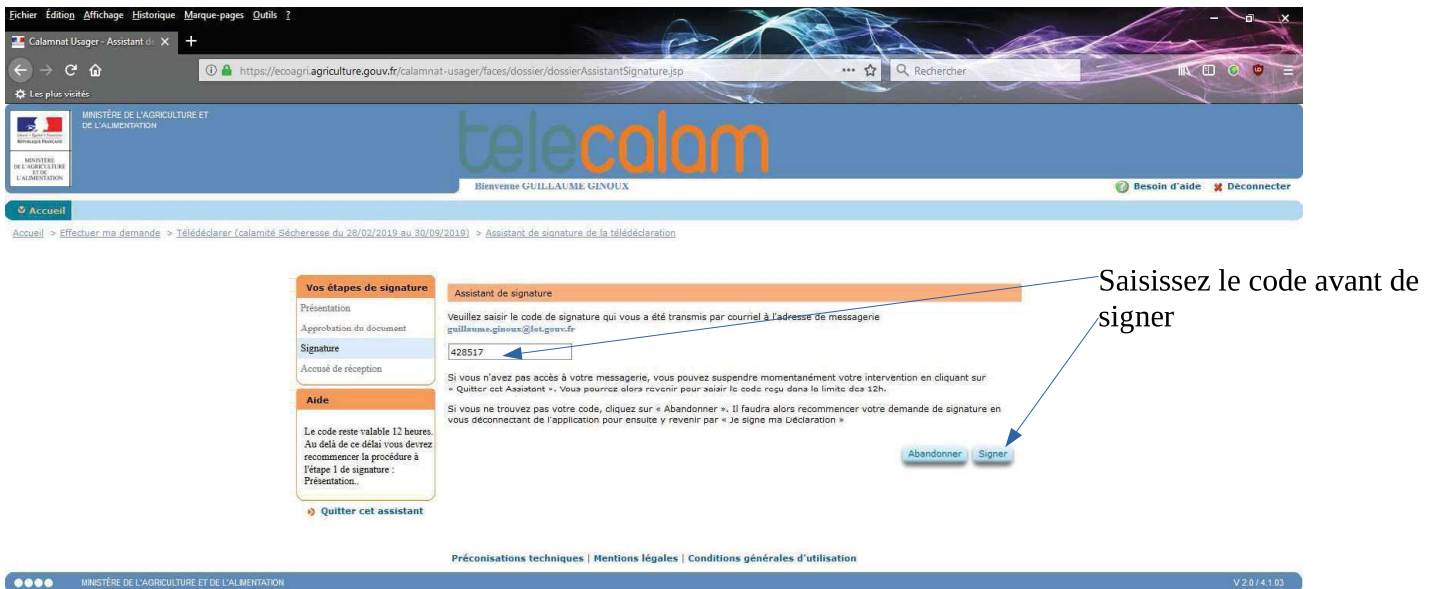 Fichier Édition Affichage Historique Marque-pages Outils ?
Calamnat Usager - Assistant de
https://ecoagri.agriculture.gouv.fr/calamnat-usager/faces/dossier/dossierAssistantSignature.jsp
Rechercher
Les plus visités
MINISTÈRE DE L'AGRICULTURE ET
DE L'ALIMENTATION
RÉPUBLIQUE FRANÇAISE
MINISTÈRE
DE L'AGRICULTURE
ET DE
L'ALIMENTATION
telecalam
Bienvenue GUILLAUME GINOUX
Besoin d'aide Déconnecter
Accueil
Accueil > Effectuer ma demande > Télédéclarer (calamité Sécheresse du 28/02/2019 au 30/09/2019) > Assistant de signature de la télédéclaration
Vos étapes de signature
Présentation
Approbation du document
Signature
Accusé de réception
Aide
Le code reste valable 12 heures.
Au delà de ce délai vous devrez
recommencer la procédure à
l'étape 1 de signature :
Présentation..
Quitter cet assistant
Assistant de signature
Veuillez saisir le code de signature qui vous a été transmis par courriel à l'adresse de messagerie
guillaume.ginoux@lot.gouv.fr
428517
Si vous n'avez pas accès à votre messagerie, vous pouvez suspendre momentanément votre intervention en cliquant sur
« Quitter cet Assistant ». Vous pourrez alors revenir pour saisir le code reçu dans la limite des 12h.
Si vous ne trouvez pas votre code, cliquez sur « Abandonner ». Il faudra alors recommencer votre demande de signature en
vous déconnectant de l'application pour ensuite y revenir par « Je signe ma Déclaration »
Abandonner Signer
Saisissez le code avant de
signer
Préconisations techniques | Mentions légales | Conditions générales d'utilisation
MINISTÈRE DE L'AGRICULTURE ET DE L'ALIMENTATION
V 2.0 / 4.1.03